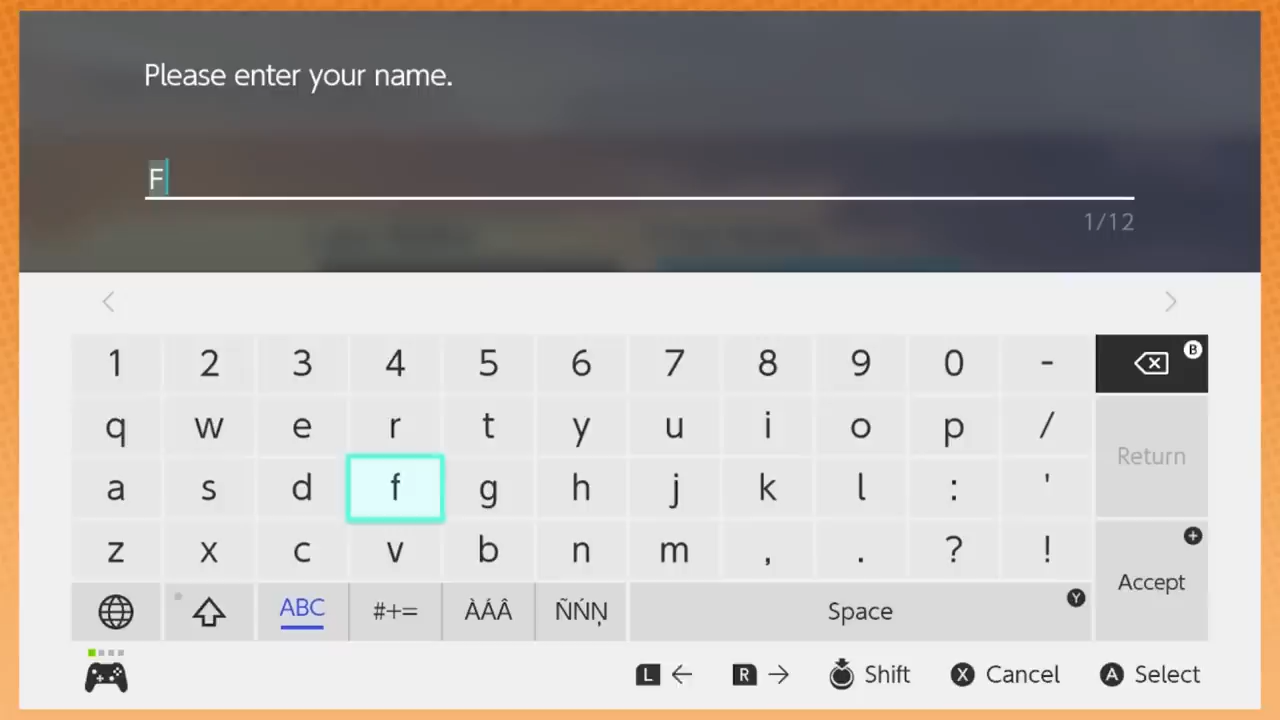 Please enter your name.
F
1/12
1 2 3 4 5 6 7 8 9 0 - B
q w e r t y u i o p /
Return
a s d f g h j k l : '
z x c v b n m , . ? ! +
Accept
ABC #+= ÀÁÂ ÑŃŅ Space Y
L ← R → Shift X Cancel A Select